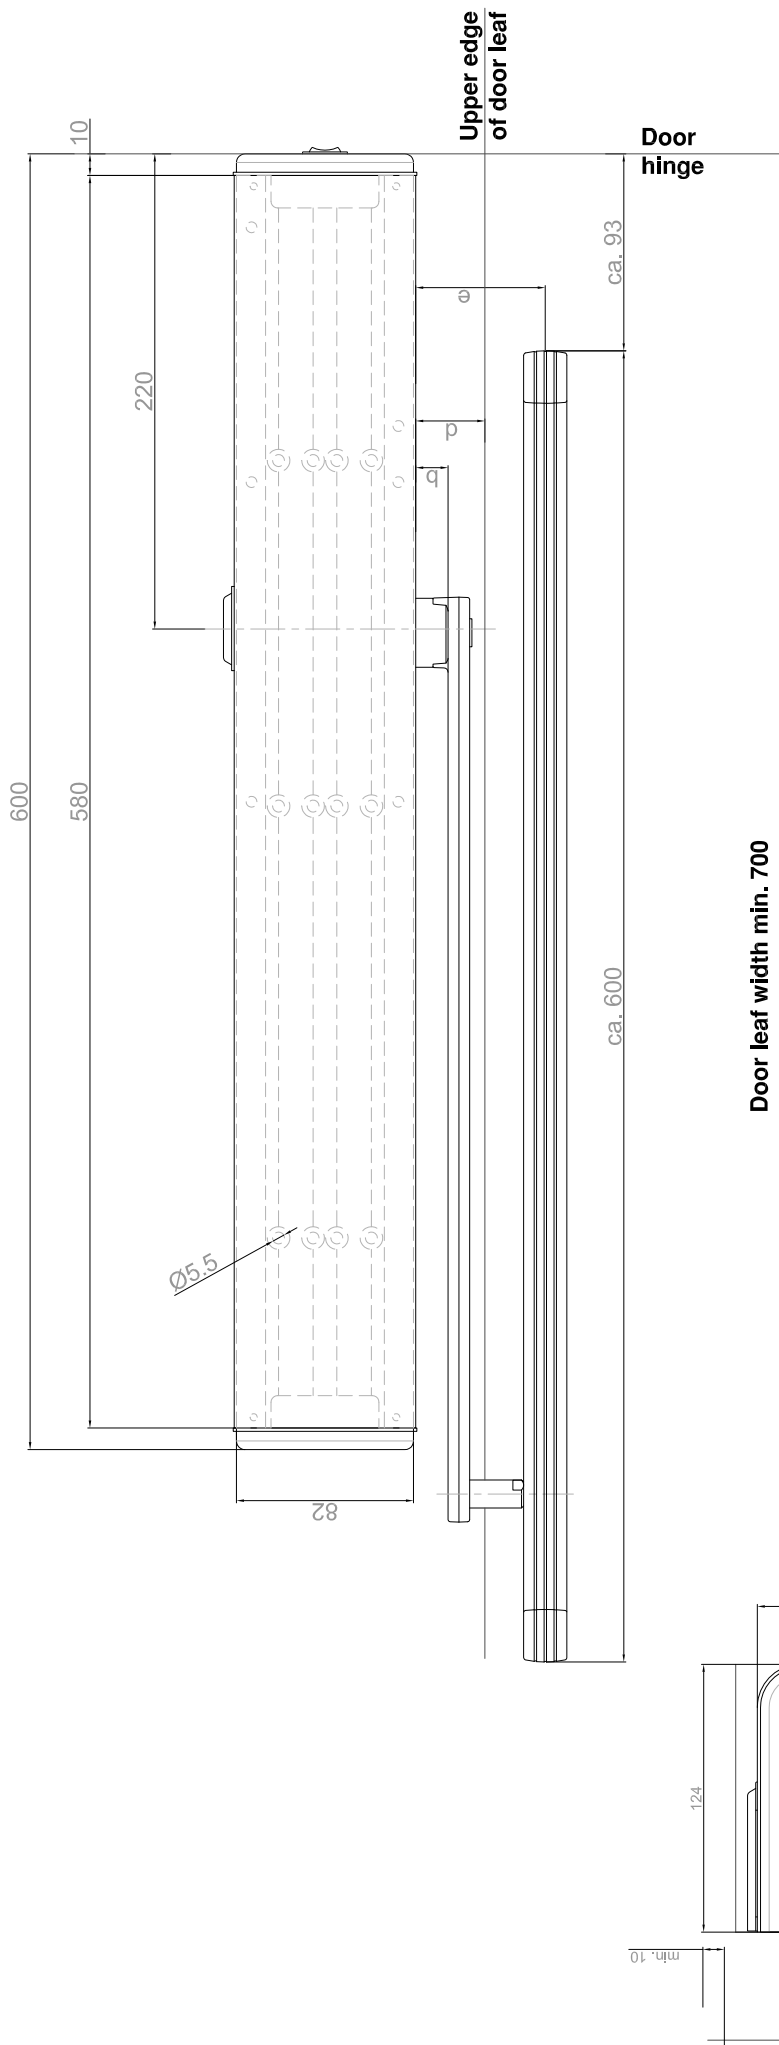 Upper edge
of door leaf
10
Door
hinge
ca. 93
e
220
d
b
600
580
Door leaf width min. 700
ca. 600
Ø5.5
82
124
min. 10